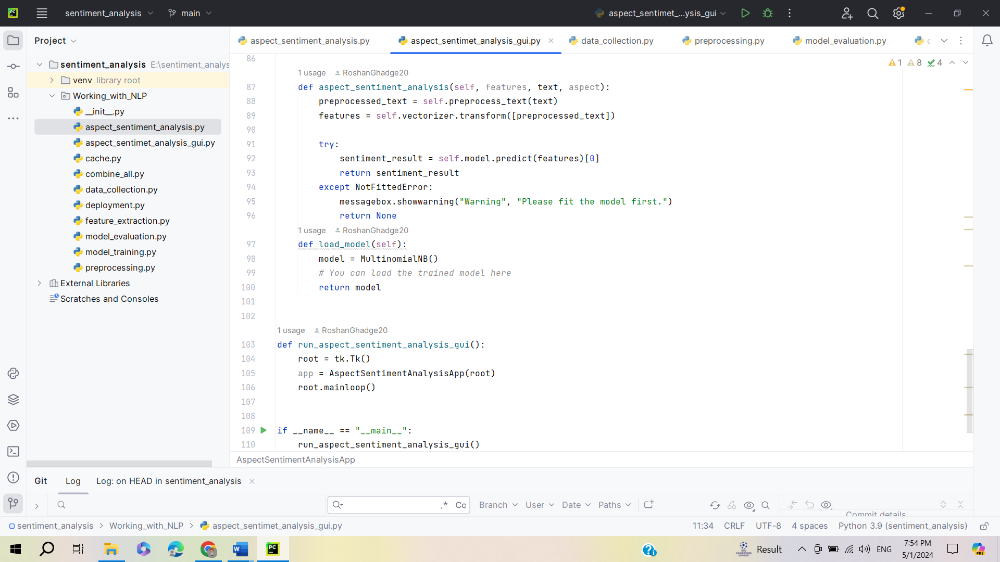 sentiment_analysis
main
aspect_sentimet_...ysis_gui
Project
aspect_sentiment_analysis.py
aspect_sentimet_analysis_gui.py
data_collection.py
preprocessing.py
model_evaluation.py
sentiment_analysis E:\sentiment_analys
venv library root
Working_with_NLP
__init__.py
aspect_sentiment_analysis.py
aspect_sentimet_analysis_gui.py
cache.py
combine_all.py
data_collection.py
deployment.py
feature_extraction.py
model_evaluation.py
model_training.py
preprocessing.py
External Libraries
Scratches and Consoles
1 8 4
86
1 usage RoshanGhadge20
87 def aspect_sentiment_analysis(self, features, text, aspect):
88 preprocessed_text = self.preprocess_text(text)
89 features = self.vectorizer.transform([preprocessed_text])
90
91 try:
92 sentiment_result = self.model.predict(features)[0]
93 return sentiment_result
94 except NotFittedError:
95 messagebox.showwarning("Warning", "Please fit the model first.")
96 return None
1 usage RoshanGhadge20
97 def load_model(self):
98 model = MultinomialNB()
99 # You can load the trained model here
100 return model
101
102
1 usage RoshanGhadge20
103 def run_aspect_sentiment_analysis_gui():
104 root = tk.Tk()
105 app = AspectSentimentAnalysisApp(root)
106 root.mainloop()
107
108
109 if __name__ == "__main__":
110 run_aspect_sentiment_analysis_gui()
AspectSentimentAnalysisApp
Git Log Log: on HEAD in sentiment_analysis
.* Cc Branch User Date Paths
Commit details
sentiment_analysis > Working_with_NLP > aspect_sentimet_analysis_gui.py
11:34 CRLF UTF-8 4 spaces Python 3.9 (sentiment_analysis)
Result ENG 7:54 PM
5/1/2024